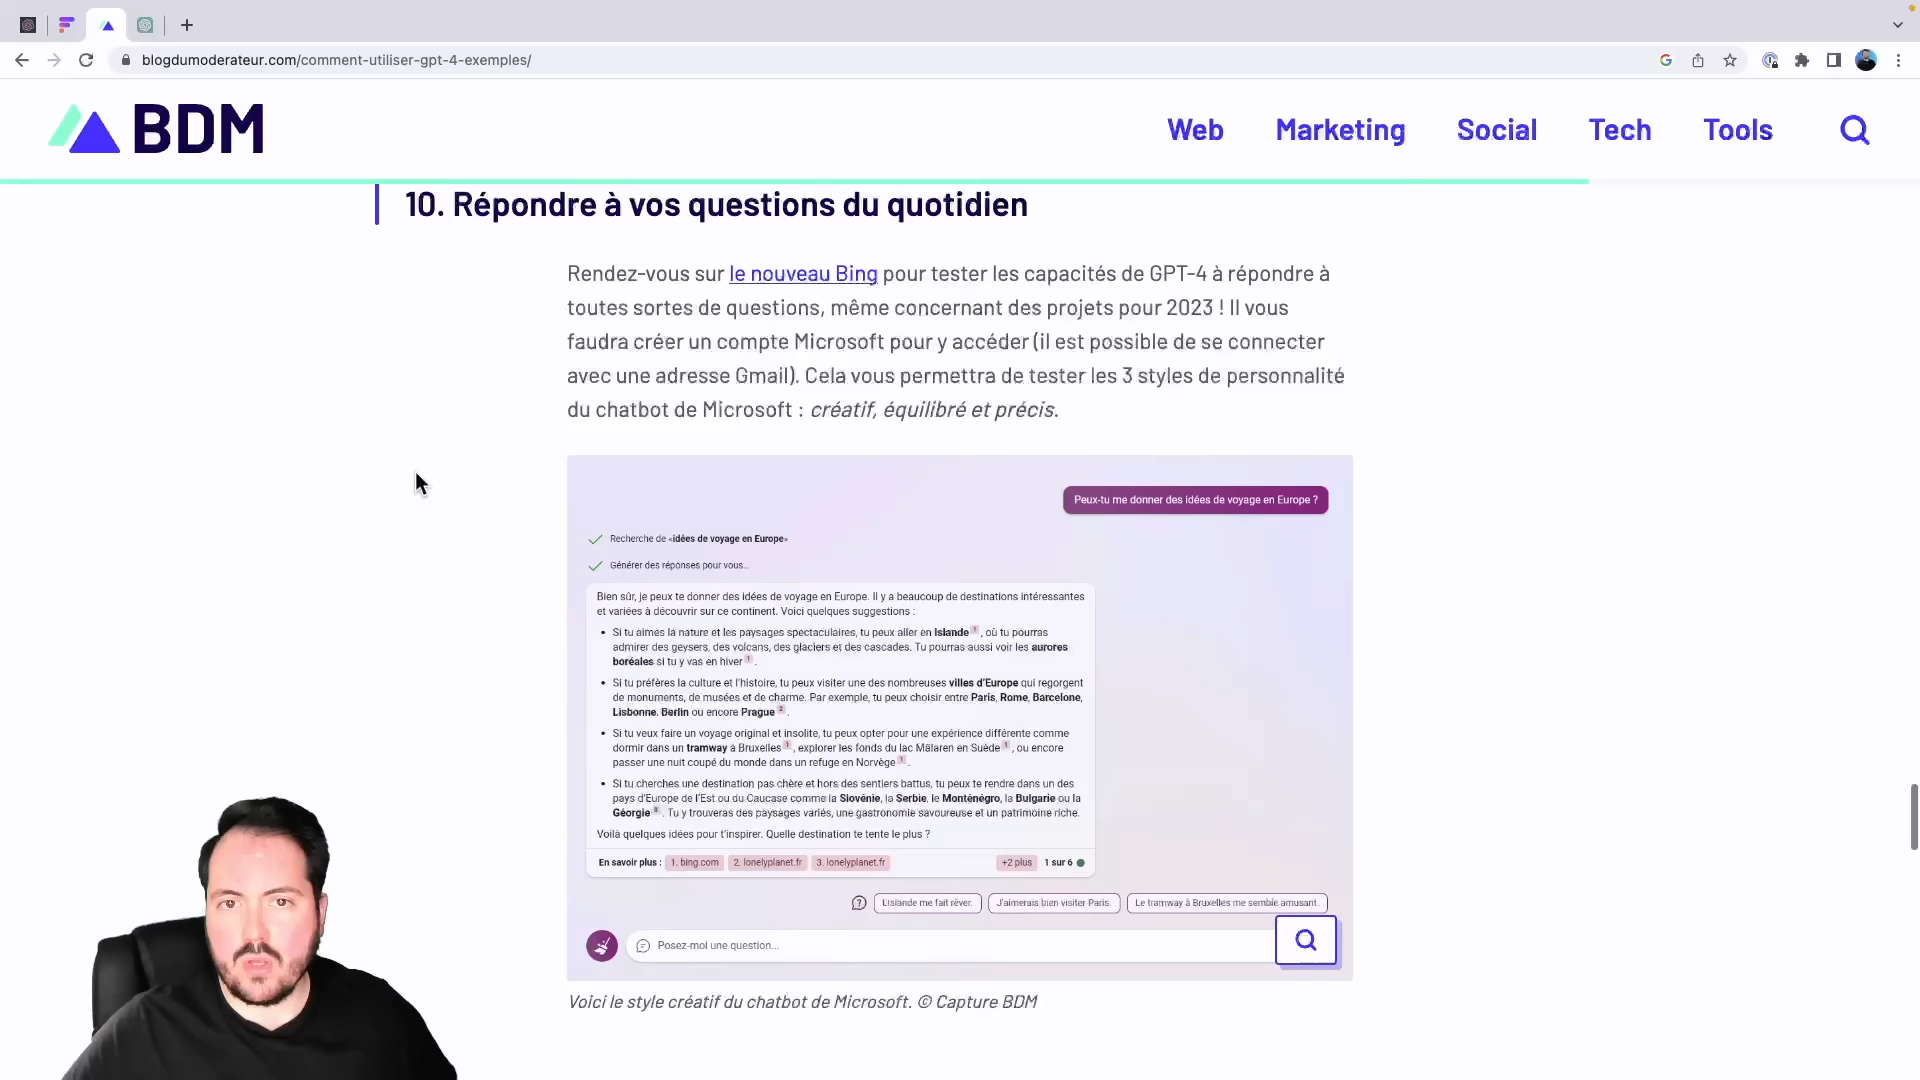 blogdumoderateur.com/comment-utiliser-gpt-4-exemples/
BDM
Web
Marketing
Social
Tech
Tools
10. Répondre à vos questions du quotidien
Rendez-vous sur le nouveau Bing pour tester les capacités de GPT-4 à répondre à
toutes sortes de questions, même concernant des projets pour 2023 ! Il vous
faudra créer un compte Microsoft pour y accéder (il est possible de se connecter
avec une adresse Gmail). Cela vous permettra de tester les 3 styles de personnalité
du chatbot de Microsoft : créatif, équilibré et précis.
Peux-tu me donner des idées de voyage en Europe ?
Recherche de «idées de voyage en Europe»
Générer des réponses pour vous...
Bien sûr, je peux te donner des idées de voyage en Europe. Il y a beaucoup de destinations intéressantes
et variées à découvrir sur ce continent. Voici quelques suggestions :
• Si tu aimes la nature et les paysages spectaculaires, tu peux aller en Islande 1, où tu pourras
admirer des geysers, des volcans, des glaciers et des cascades. Tu pourras aussi voir les aurores
boréales si tu y vas en hiver 1.
• Si tu préfères la culture et l'histoire, tu peux visiter une des nombreuses villes d'Europe qui regorgent
de monuments, de musées et de charme. Par exemple, tu peux choisir entre Paris, Rome, Barcelone,
Lisbonne, Berlin ou encore Prague 2.
• Si tu veux faire un voyage original et insolite, tu peux opter pour une expérience différente comme
dormir dans un tramway à Bruxelles 1, explorer les fonds du lac Mälaren en Suède 1, ou encore
passer une nuit coupé du monde dans un refuge en Norvège 1.
• Si tu cherches une destination pas chère et hors des sentiers battus, tu peux te rendre dans un des
pays d'Europe de l'Est ou du Caucase comme la Slovénie, la Serbie, le Monténégro, la Bulgarie ou la
Géorgie 3. Tu y trouveras des paysages variés, une gastronomie savoureuse et un patrimoine riche.
Voilà quelques idées pour t'inspirer. Quelle destination te tente le plus ?
En savoir plus : 1. bing.com 2. lonelyplanet.fr 3. lonelyplanet.fr +2 plus 1 sur 6
L'Islande me fait rêver.
J'aimerais bien visiter Paris.
Le tramway à Bruxelles me semble amusant.
Posez-moi une question...
Voici le style créatif du chatbot de Microsoft. © Capture BDM